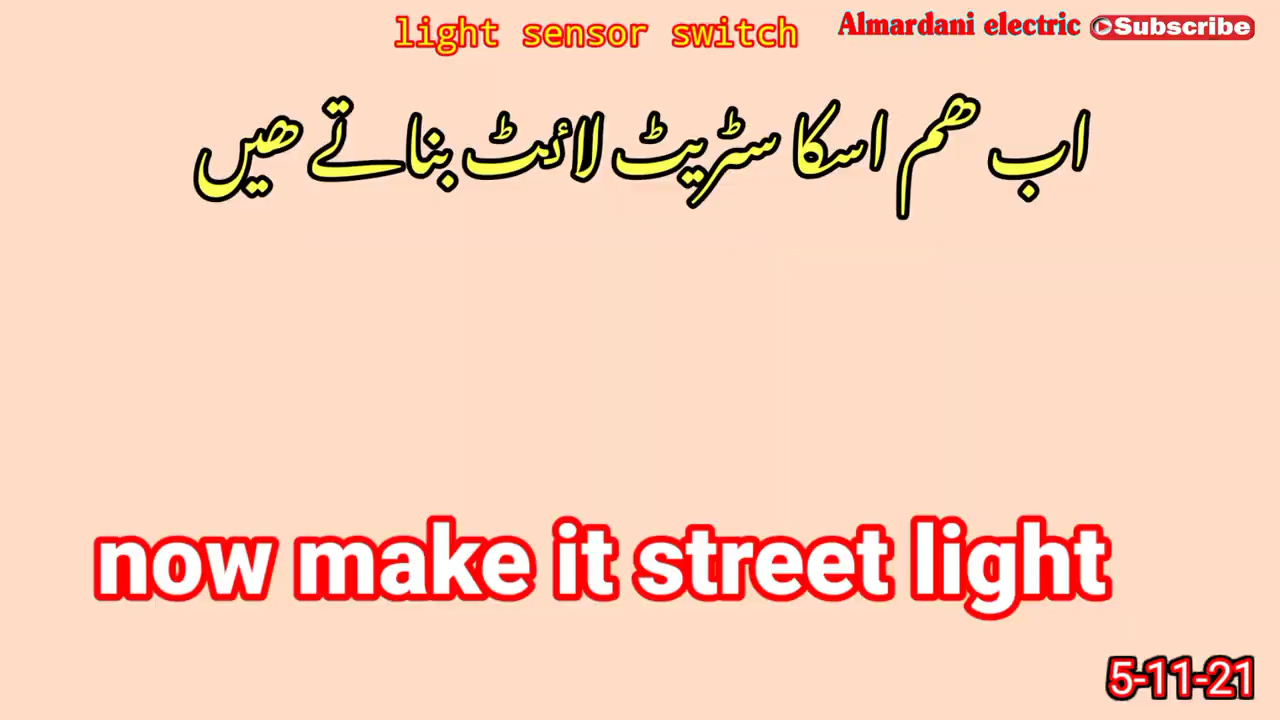 light sensor switch
Almardani electric Subscribe
اب ھم اسکا سٹریٹ لائٹ بناتے ھیں
now make it street light
5-11-21